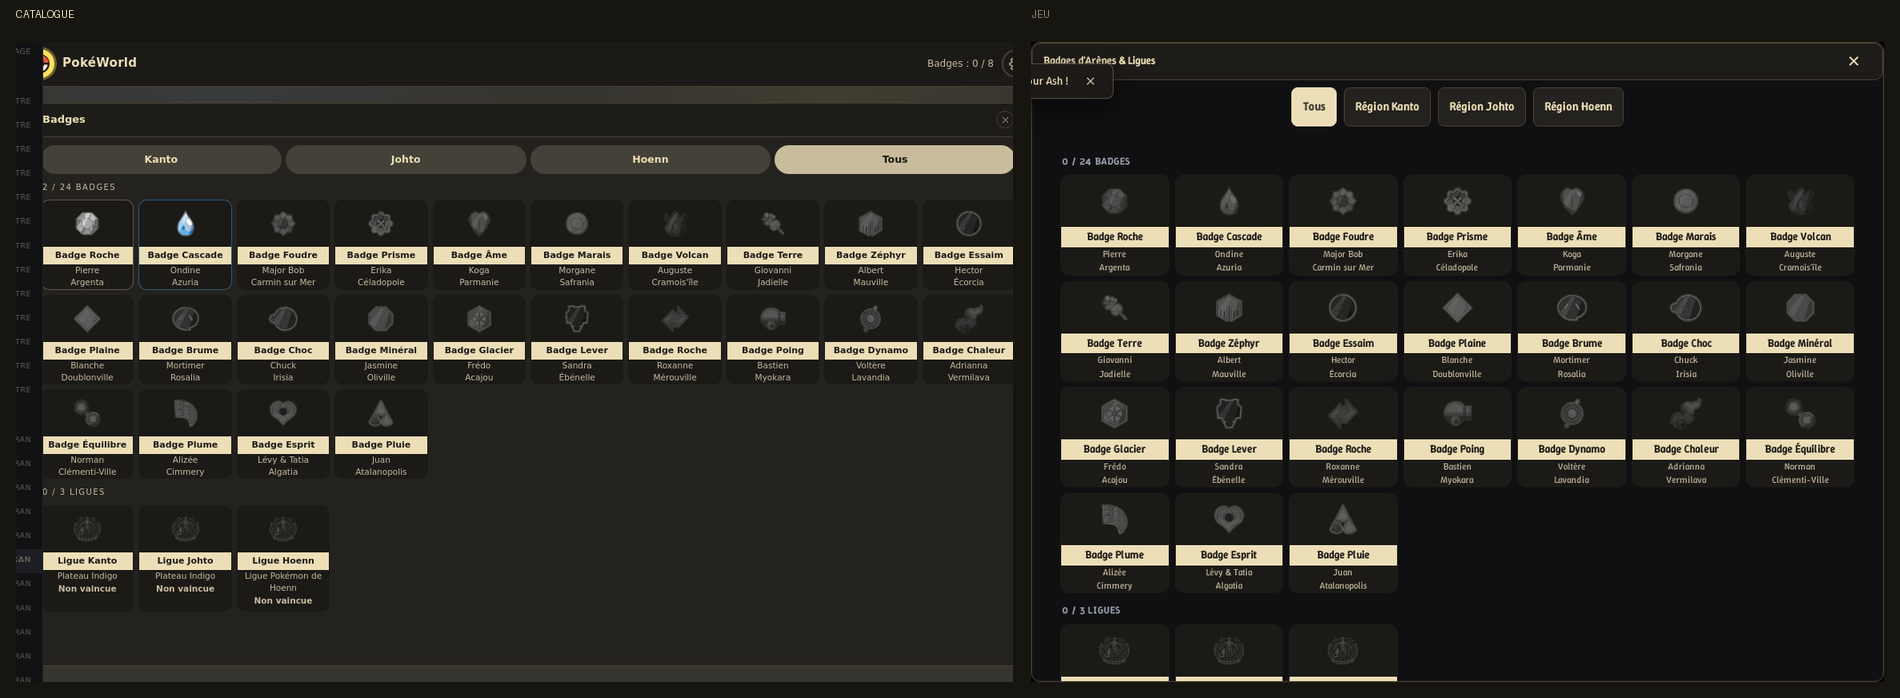 CATALOGUE
PokéWorld
Badges : 0 / 8
Badges
Kanto
Johto
Hoenn
Tous
2 / 24 BADGES
Badge Roche
Pierre
Argenta
Badge Cascade
Ondine
Azuria
Badge Foudre
Major Bob
Carmin sur Mer
Badge Prisme
Erika
Céladopole
Badge Âme
Koga
Parmanie
Badge Marais
Morgane
Safrania
Badge Volcan
Auguste
Cramois'île
Badge Terre
Giovanni
Jadielle
Badge Zéphyr
Albert
Mauville
Badge Essaim
Hector
Écorcia
Badge Plaine
Blanche
Doublonville
Badge Brume
Mortimer
Rosalia
Badge Choc
Chuck
Irisia
Badge Minéral
Jasmine
Oliville
Badge Glacier
Frédo
Acajou
Badge Lever
Sandra
Ébénelle
Badge Roche
Roxanne
Mérouville
Badge Poing
Bastien
Myokara
Badge Dynamo
Voltère
Lavandia
Badge Chaleur
Adrianna
Vermilava
Badge Équilibre
Norman
Clémenti-Ville
Badge Plume
Alizée
Cimmery
Badge Esprit
Lévy & Tatia
Algatia
Badge Pluie
Juan
Atalanopolis
0 / 3 LIGUES
Ligue Kanto
Plateau Indigo
Non vaincue
Ligue Johto
Plateau Indigo
Non vaincue
Ligue Hoenn
Ligue Pokémon de
Hoenn
Non vaincue
JEU
Badges d'Arènes & Ligues
our Ash !
Tous
Région Kanto
Région Johto
Région Hoenn
0 / 24 BADGES
Badge Roche
Pierre
Argenta
Badge Cascade
Ondine
Azuria
Badge Foudre
Major Bob
Carmin sur Mer
Badge Prisme
Erika
Céladopole
Badge Âme
Koga
Parmanie
Badge Marais
Morgane
Safrania
Badge Volcan
Auguste
Cramois'île
Badge Terre
Giovanni
Jadielle
Badge Zéphyr
Albert
Mauville
Badge Essaim
Hector
Écorcia
Badge Plaine
Blanche
Doublonville
Badge Brume
Mortimer
Rosalia
Badge Choc
Chuck
Irisia
Badge Minéral
Jasmine
Oliville
Badge Glacier
Frédo
Acajou
Badge Lever
Sandra
Ébénelle
Badge Roche
Roxanne
Mérouville
Badge Poing
Bastien
Myokara
Badge Dynamo
Voltère
Lavandia
Badge Chaleur
Adrianna
Vermilava
Badge Équilibre
Norman
Clémenti-Ville
Badge Plume
Alizée
Cimmery
Badge Esprit
Lévy & Tatia
Algatia
Badge Pluie
Juan
Atalanopolis
0 / 3 LIGUES